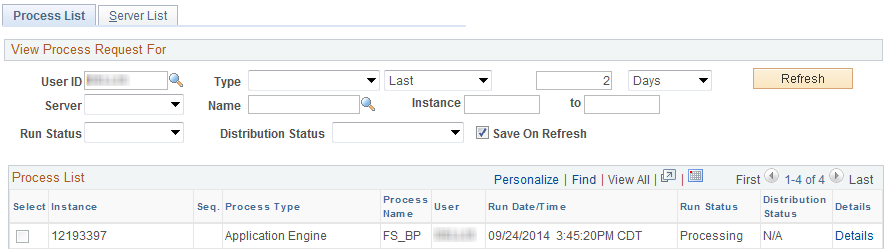 Process List Server List
View Process Request For
User ID Type Last 2 Days Refresh
Server Name Instance to
Run Status Distribution Status Save On Refresh
Process List Personalize | Find | View All | | First 1-4 of 4 Last
Select Instance Seq. Process Type Process Name User Run Date/Time Run Status Distribution Status Details
12193397 Application Engine FS_BP 09/24/2014 3:45:20PM CDT Processing N/A Details